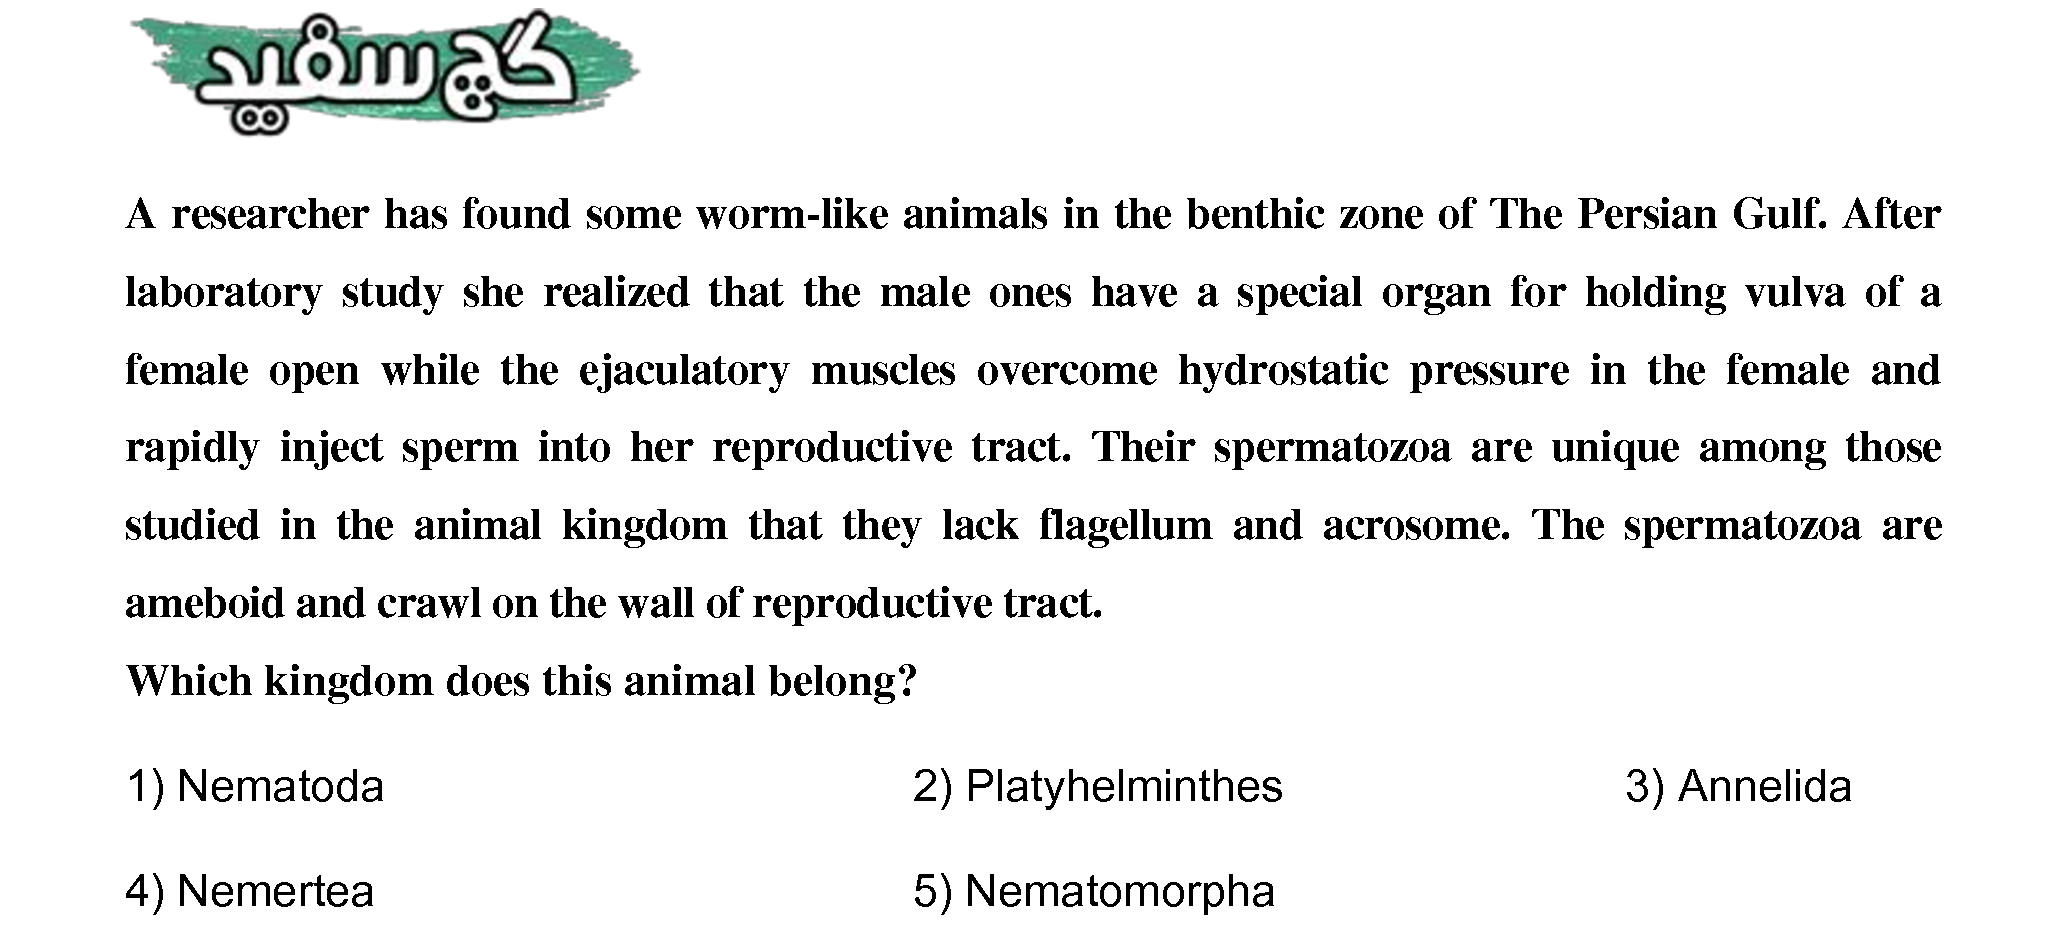 گچ سفید
A researcher has found some worm-like animals in the benthic zone of The Persian Gulf. After
laboratory study she realized that the male ones have a special organ for holding vulva of a
female open while the ejaculatory muscles overcome hydrostatic pressure in the female and
rapidly inject sperm into her reproductive tract. Their spermatozoa are unique among those
studied in the animal kingdom that they lack flagellum and acrosome. The spermatozoa are
ameboid and crawl on the wall of reproductive tract.
Which kingdom does this animal belong?
1) Nematoda 2) Platyhelminthes 3) Annelida
4) Nemertea 5) Nematomorpha